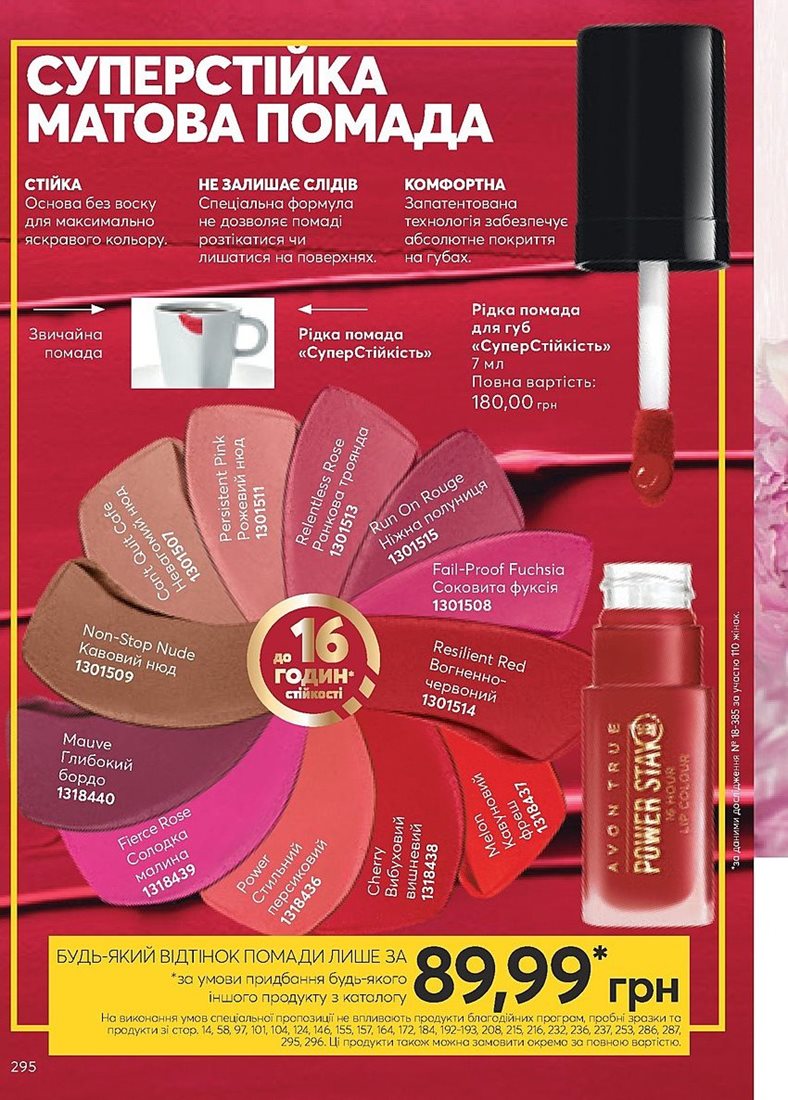 СУПЕРСТІЙКА
МАТОВА ПОМАДА
СТІЙКА
Основа без воску
для максимально
яскравого кольору.
НЕ ЗАЛИШАЄ СЛІДІВ
Спеціальна формула
не дозволяє помаді
розтікатися чи
лишатися на поверхнях.
КОМФОРТНА
Запатентована
технологія забезпечує
абсолютне покриття
на губах.
Звичайна
помада
Рідка помада
«СуперСтійкість»
Рідка помада
для губ
«СуперСтійкість»
7 мл
Повна вартість:
180,00 грн
Can't Quit Cafe
Невагомий нюд
1301507
Persistent Pink
Рожевий нюд
1301511
Relentless Rose
Ранкова троянда
1301513
Run On Rouge
Ніжна полуниця
1301515
Fail-Proof Fuchsia
Соковита фуксія
1301508
Non-Stop Nude
Кавовий нюд
1301509
до
16
ГОДИН*
стійкості
Resilient Red
Вогненно-
червоний
1301514
Mauve
Глибокий
бордо
1318440
Fierce Rose
Солодка
малина
1318439
Power
Стильний
персиковий
1318436
Cherry
Вибуховий
вишневий
1318438
Melon
Кавуновий
фреш
1318437
AVON TRUE
POWER STAY
16 HOUR
LIP COLOUR
*за даними дослідження № 18-385 за участю 110 жінок.
БУДЬ-ЯКИЙ ВІДТІНОК ПОМАДИ ЛИШЕ ЗА
*за умови придбання будь-якого
іншого продукту з каталогу
89,99* грн
На виконання умов спеціальної пропозиції не впливають продукти благодійних програм, пробні зразки та
продукти зі стор. 14, 58, 97, 101, 104, 124, 146, 155, 157, 164, 172, 184, 192-193, 208, 215, 216, 232, 236, 237, 253, 286, 287,
295, 296. Ці продукти також можна замовити окремо за повною вартістю.
295